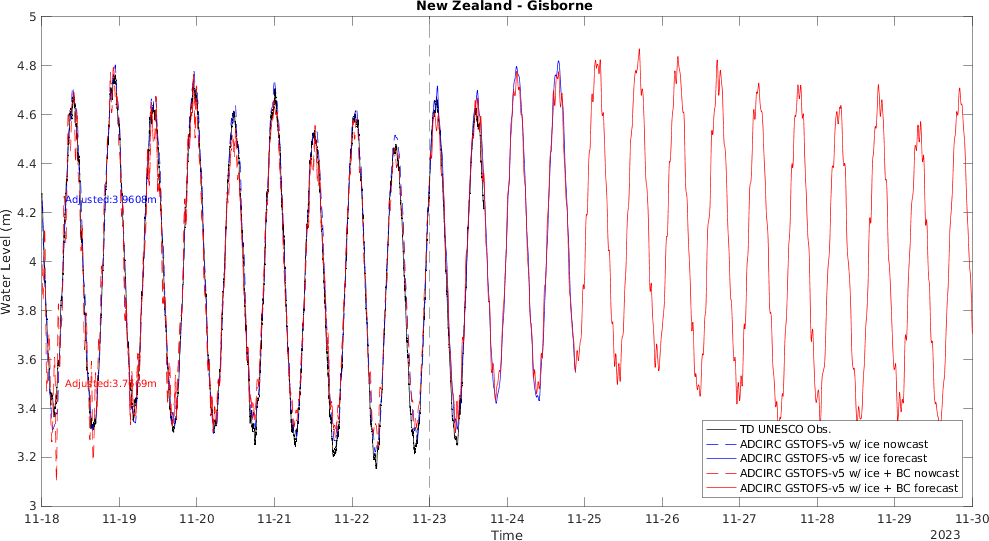 New Zealand - Gisborne
Water Level (m)
5
4.8
4.6
4.4
4.2
4
3.8
3.6
3.4
3.2
3
Adjusted:3.9608m
Adjusted:3.7369m
TD UNESCO Obs.
ADCIRC GSTOFS-v5 w/ ice nowcast
ADCIRC GSTOFS-v5 w/ ice forecast
ADCIRC GSTOFS-v5 w/ ice + BC nowcast
ADCIRC GSTOFS-v5 w/ ice + BC forecast
11-18 11-19 11-20 11-21 11-22 11-23 11-24 11-25 11-26 11-27 11-28 11-29 11-30
Time
2023